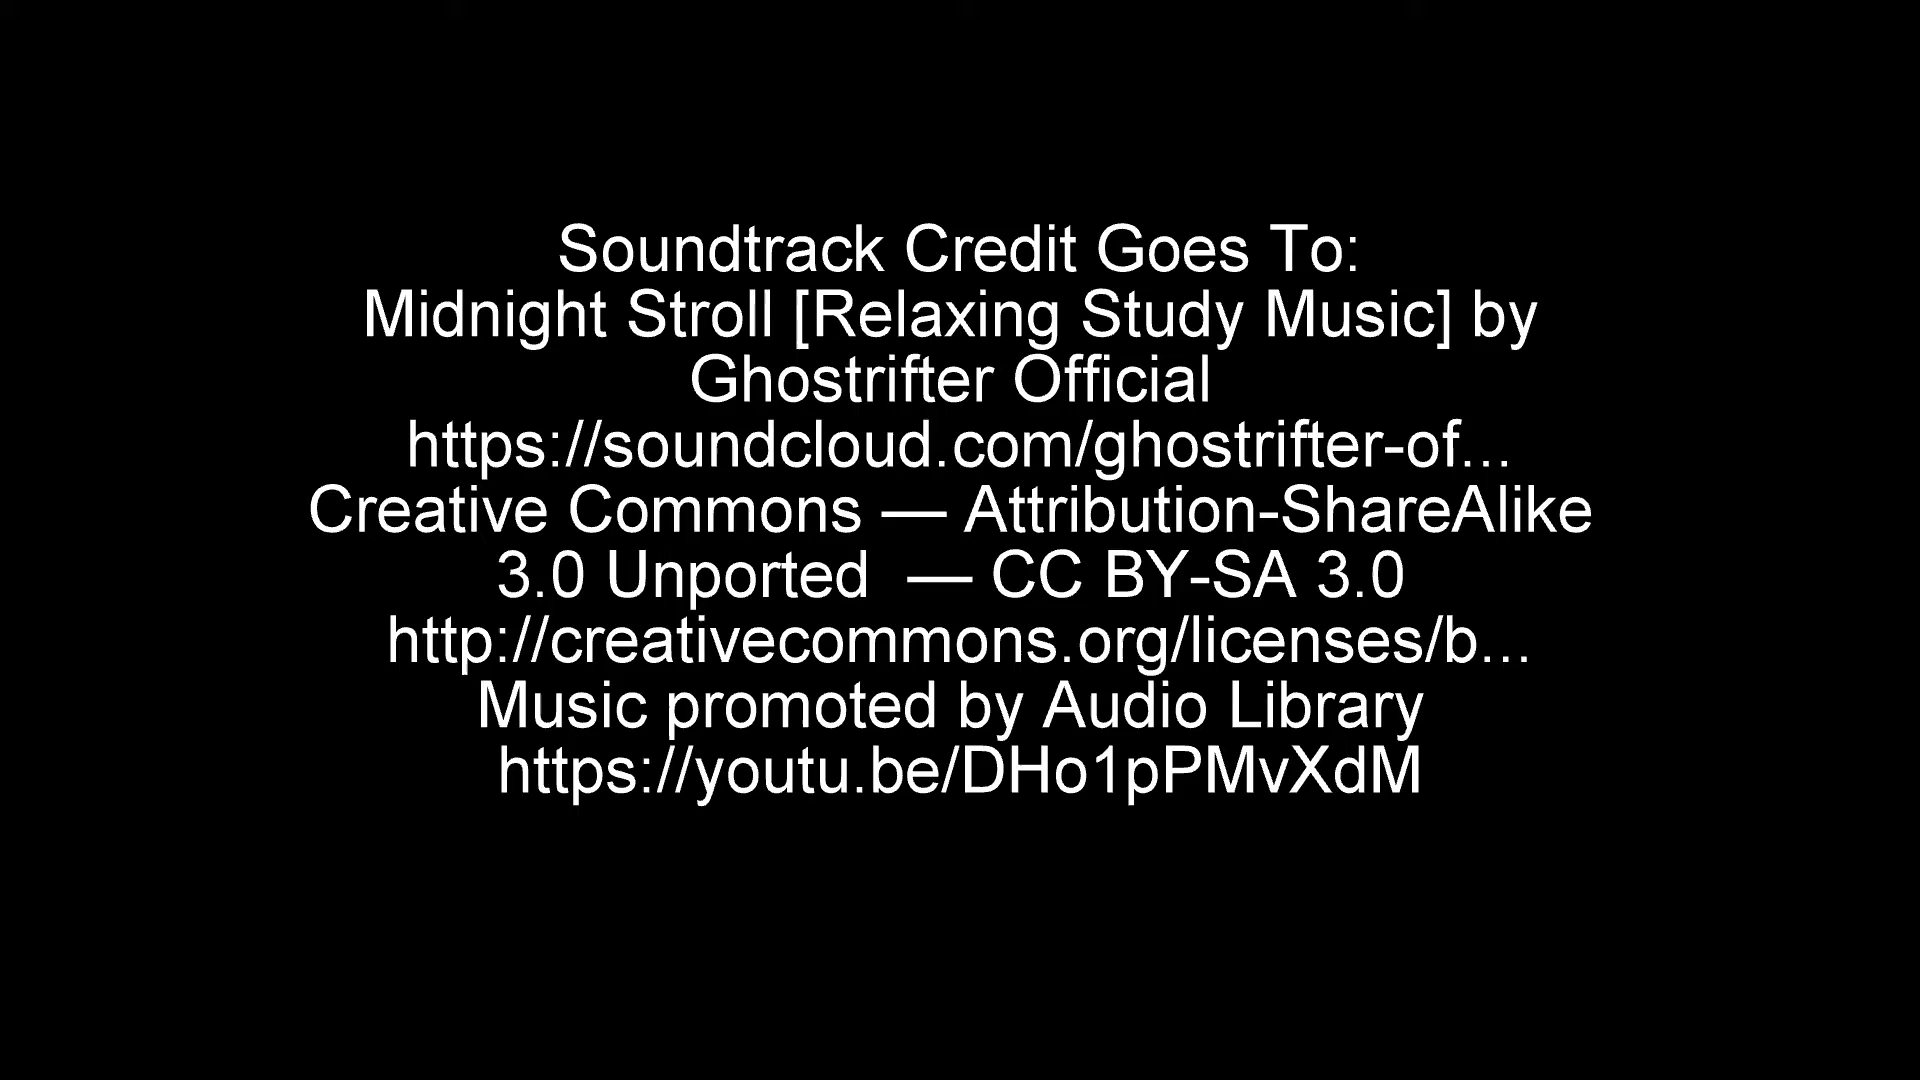 Soundtrack Credit Goes To:
Midnight Stroll [Relaxing Study Music] by
Ghostrifter Official
https://soundcloud.com/ghostrifter-of...
Creative Commons — Attribution-ShareAlike
3.0 Unported  — CC BY-SA 3.0
http://creativecommons.org/licenses/b...
Music promoted by Audio Library
https://youtu.be/DHo1pPMvXdM